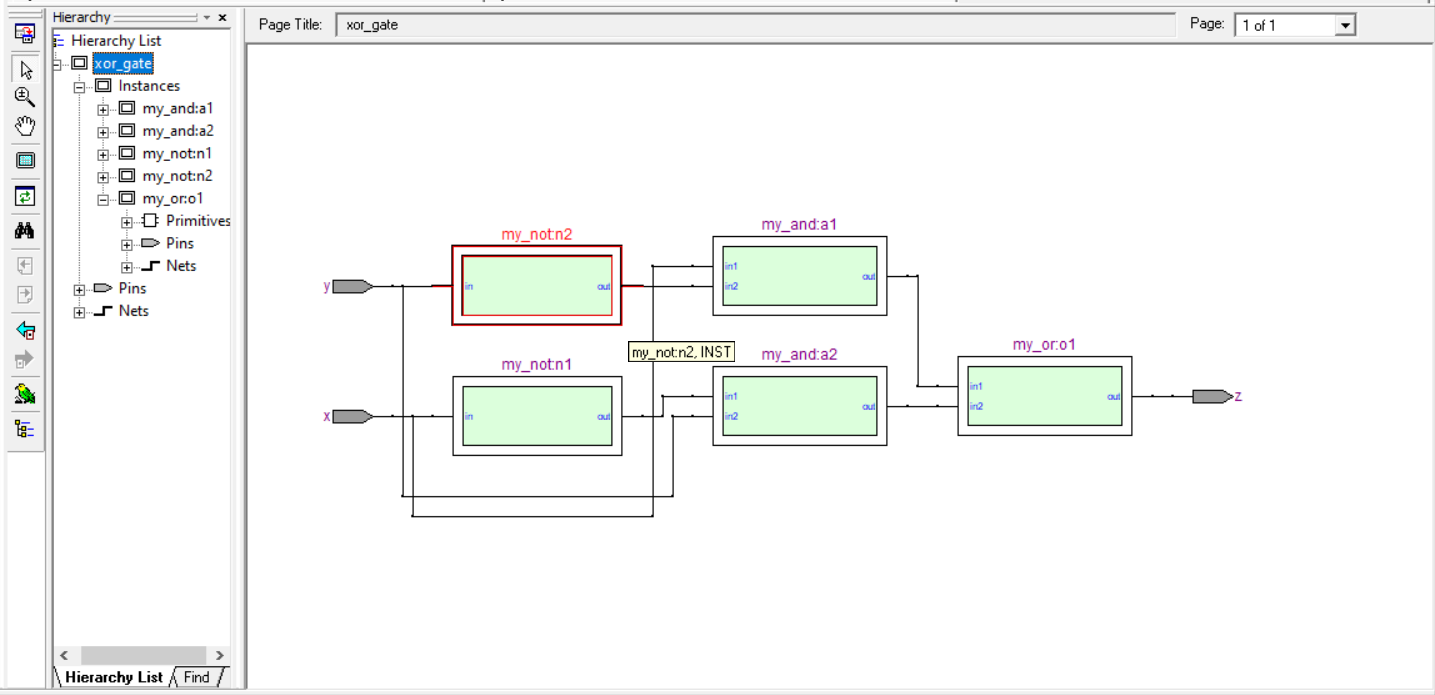 Hierarchy
Page Title: xor_gate
Page: 1 of 1
Hierarchy List
xor_gate
Instances
my_and:a1
my_and:a2
my_not:n1
my_not:n2
my_or:o1
Primitives
Pins
Nets
Pins
Nets
Hierarchy List Find
my_not:n2
my_and:a1
in1
in2
out
y
in
out
my_not:n2, INST
my_not:n1
my_and:a2
my_or:o1
x
in
out
in1
in2
out
in1
in2
out
z